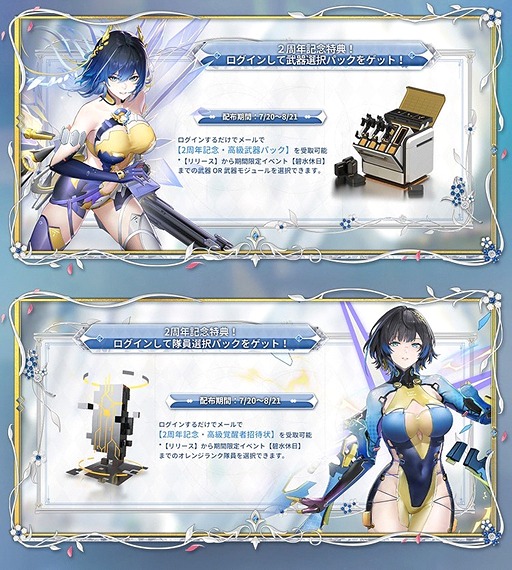 2周年記念特典！
ログインして武器選択パックをゲット！
配布期間：7/20～8/21
ログインするだけでメールで
【2周年記念・高級武器パック】を受取可能
*【リリース】から期間限定イベント【碧水休日】
までの武器 OR 武器モジュールを選択できます。
2周年記念特典！
ログインして隊員選択パックをゲット！
配布期間：7/20～8/21
ログインするだけでメールで
【2周年記念・高級覚醒者招待状】を受取可能
*【リリース】から期間限定イベント【碧水休日】
までのオレンジランク隊員を選択できます。